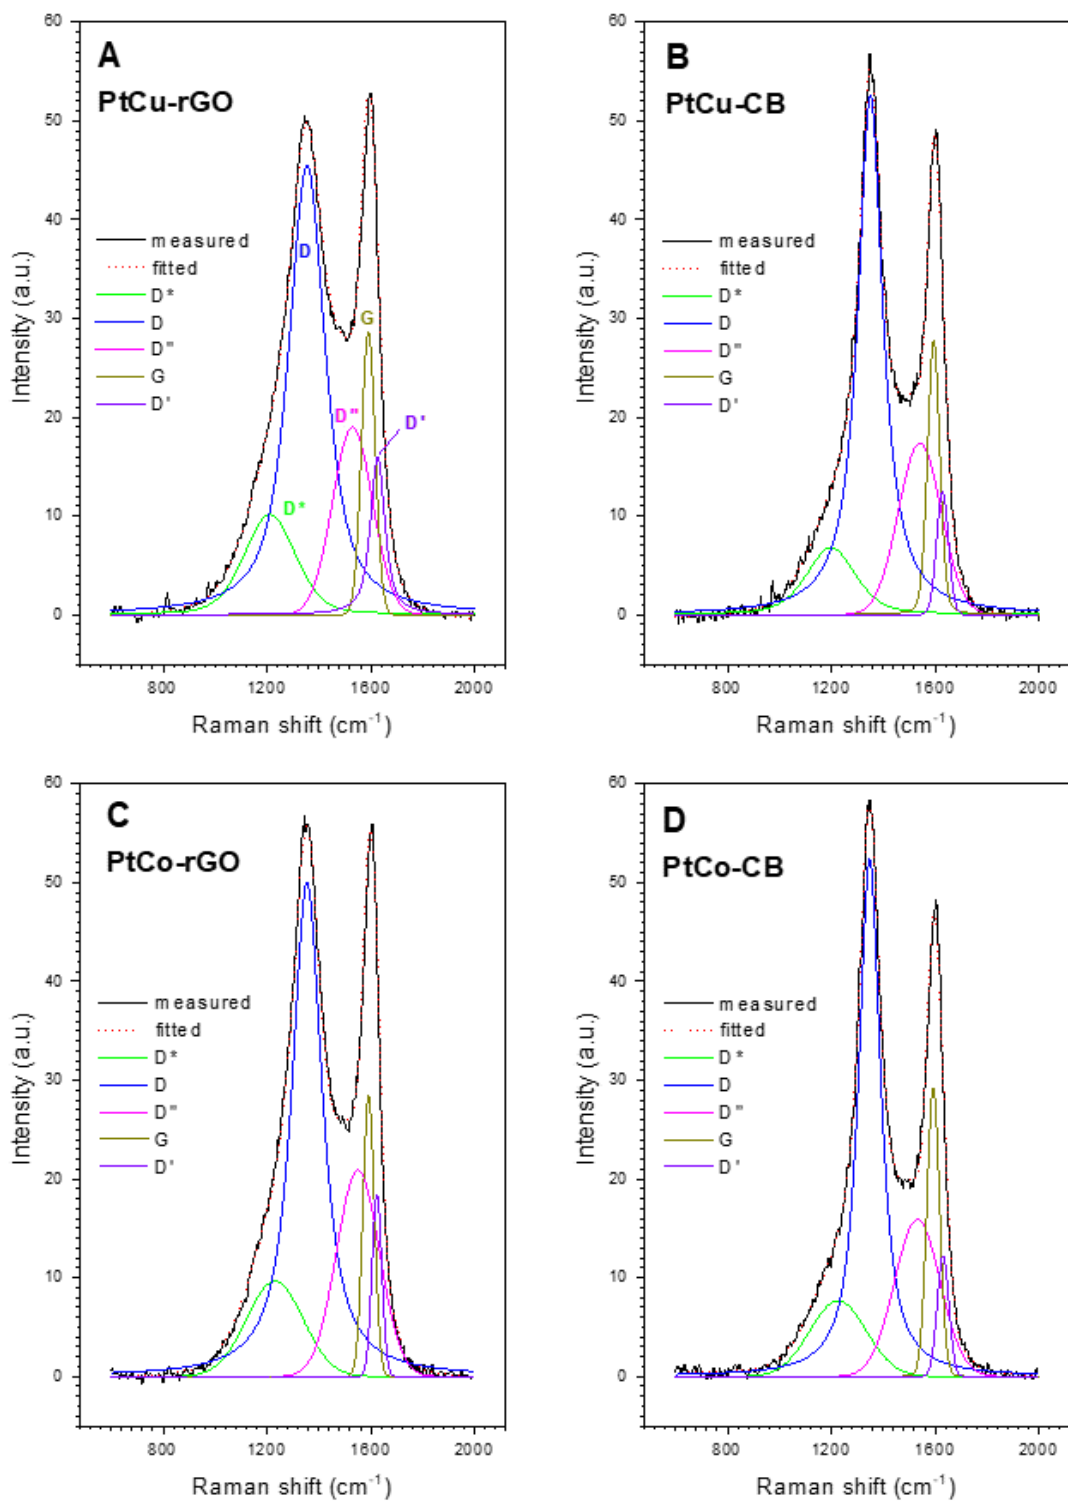 A
PtCu-rGO
60
50
40
30
20
10
0
Intensity (a.u.)
measured
fitted
D*
D
D"
G
D'
D
G
D"
D'
D*
800 1200 1600 2000
Raman shift (cm⁻¹)
B
PtCu-CB
60
50
40
30
20
10
0
Intensity (a.u.)
measured
fitted
D*
D
D"
G
D'
800 1200 1600 2000
Raman shift (cm⁻¹)
C
PtCo-rGO
60
50
40
30
20
10
0
Intensity (a.u.)
measured
fitted
D*
D
D"
G
D'
800 1200 1600 2000
Raman shift (cm⁻¹)
D
PtCo-CB
60
50
40
30
20
10
0
Intensity (a.u.)
measured
fitted
D*
D
D"
G
D'
800 1200 1600 2000
Raman shift (cm⁻¹)